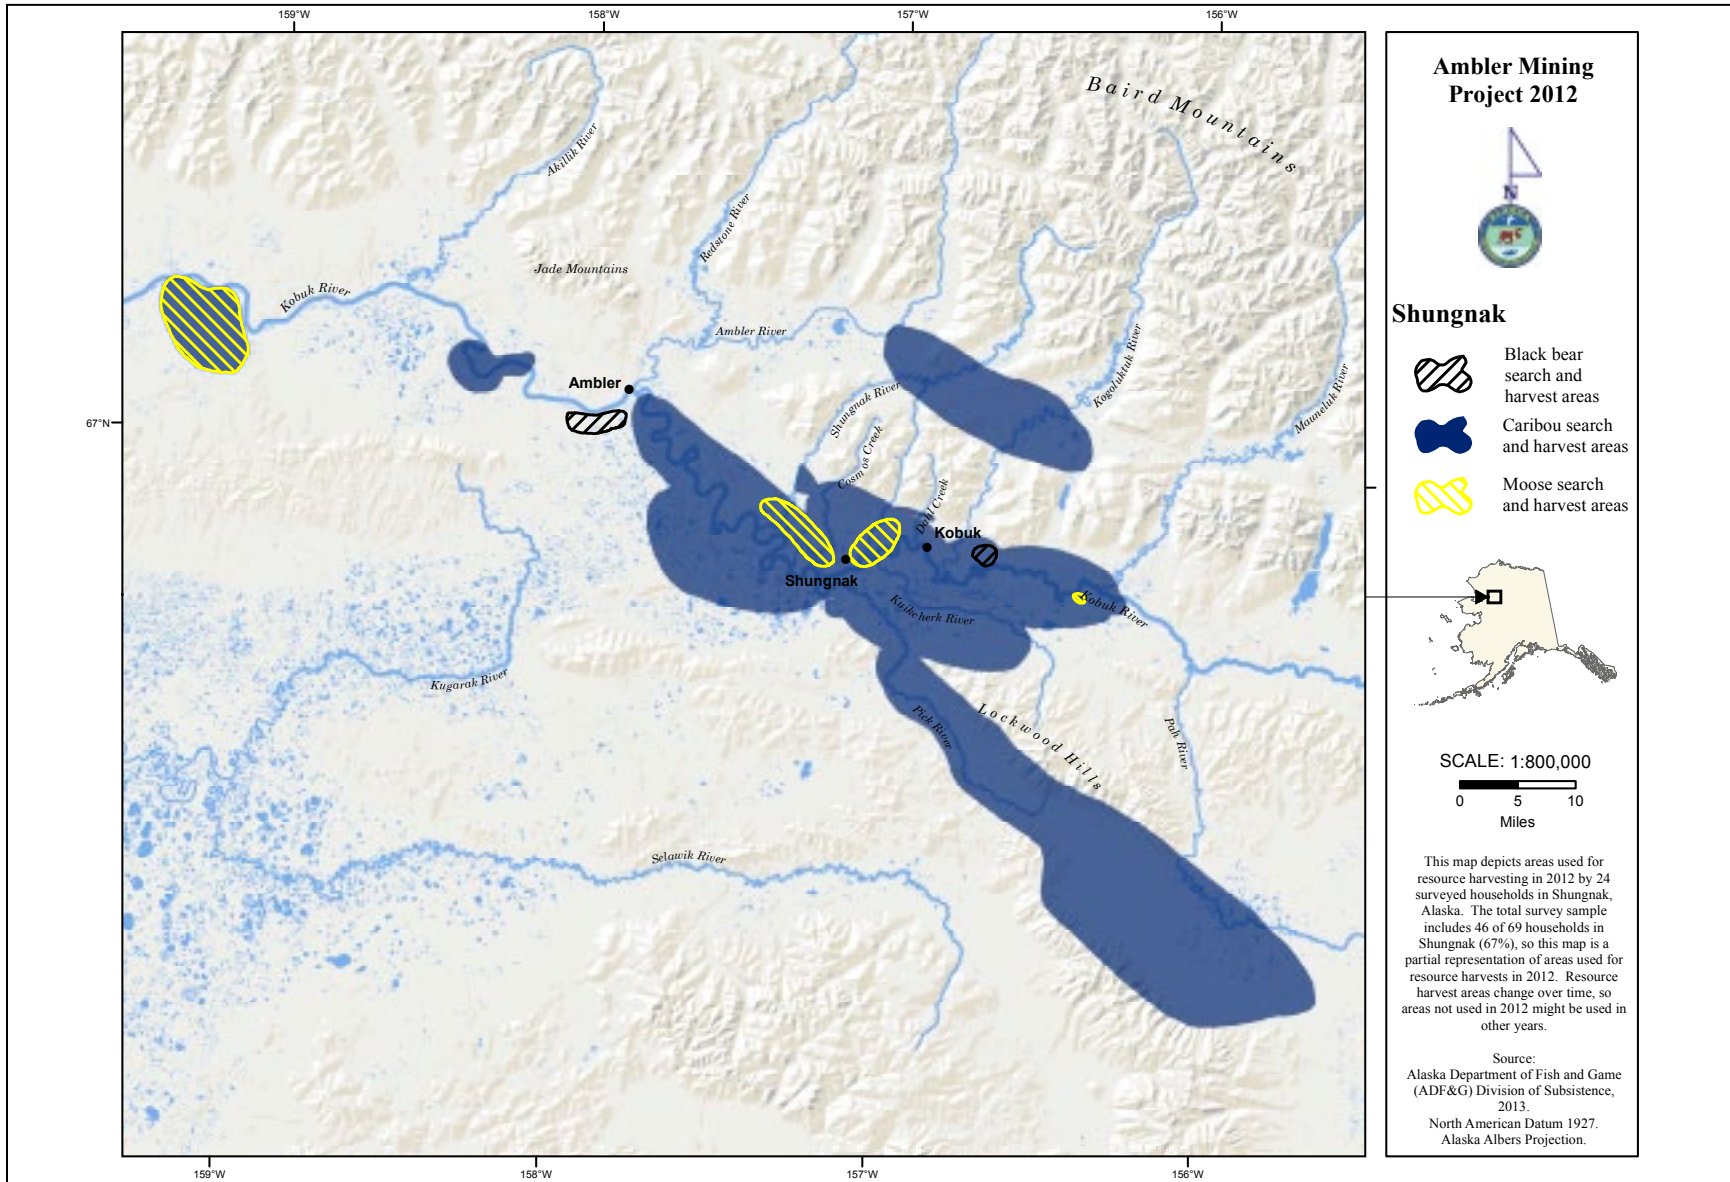 159°W
158°W
157°W
156°W
Baird Mountains
Akillik River
Redstone River
Jade Mountains
Kobuk River
Ambler River
Kogoluktuk River
Mauneluk River
Shungnak River
Ambler
67°N
Cosmos Creek
Dahl Creek
Kobuk
Shungnak
Kobuk River
Kuikcherk River
Kugarak River
Pick River
Lockwood Hills
Pah River
Selawik River
159°W
158°W
157°W
156°W
Ambler Mining
Project 2012
N
Shungnak
Black bear
search and
harvest areas
Caribou search
and harvest areas
Moose search
and harvest areas
SCALE: 1:800,000
0 5 10
Miles
This map depicts areas used for
resource harvesting in 2012 by 24
surveyed households in Shungnak,
Alaska. The total survey sample
includes 46 of 69 households in
Shungnak (67%), so this map is a
partial representation of areas used for
resource harvests in 2012. Resource
harvest areas change over time, so
areas not used in 2012 might be used in
other years.
Source:
Alaska Department of Fish and Game
(ADF&G) Division of Subsistence,
2013.
North American Datum 1927.
Alaska Albers Projection.